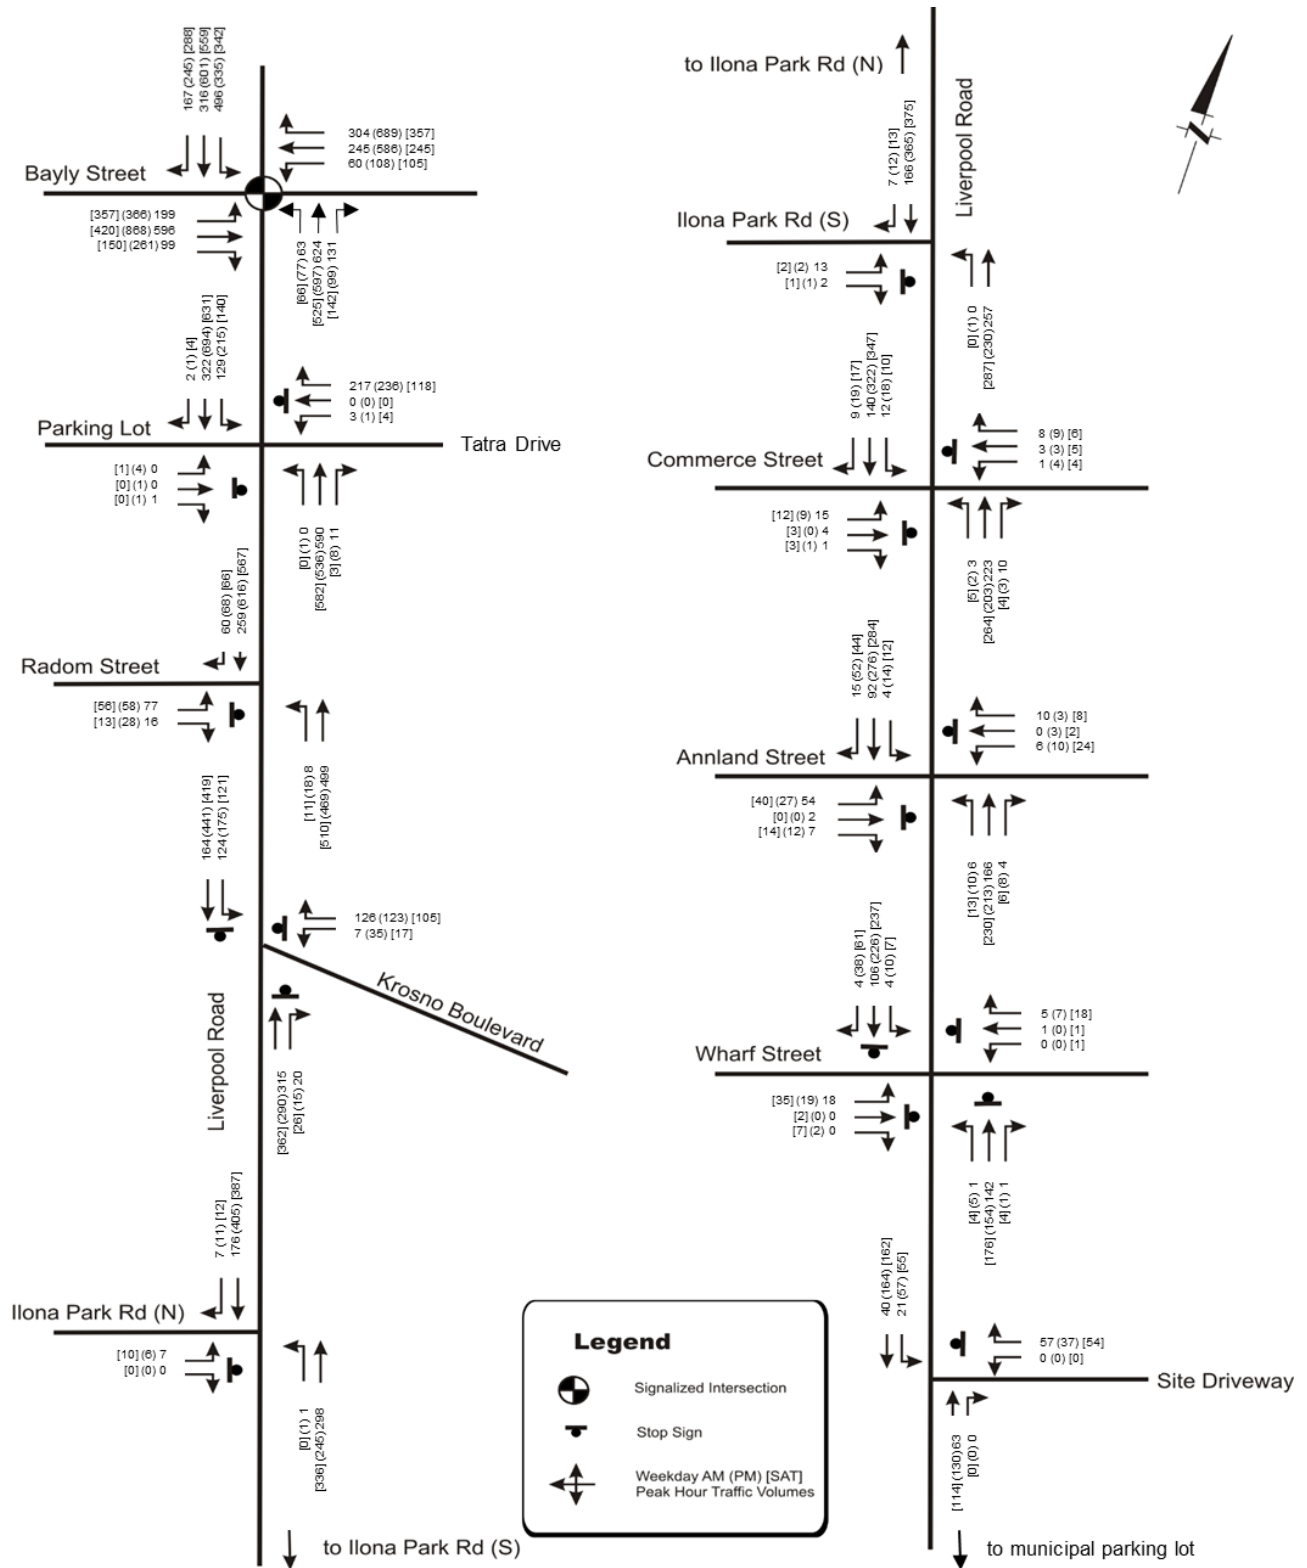 167 (245) [288]
316 (601) [559]
496 (335) [342]
304 (689) [357]
245 (586) [245]
60 (108) [105]
Bayly Street
[357] (366) 199
[420] (868) 596
[150] (261) 99
[66] (77) 63
[525] (597) 624
[142] (99) 131
2 (1) [4]
322 (694) [631]
129 (215) [140]
217 (236) [118]
0 (0) [0]
3 (1) [4]
Parking Lot
Tatra Drive
[1] (4) 0
[0] (1) 0
[0] (1) 1
[0] (1) 0
[582] (536) 590
[3] (8) 11
60 (68) [66]
259 (616) [567]
Radom Street
[56] (58) 77
[13] (28) 16
[11] (18) 8
[510] (469) 499
164 (441) [419]
124 (175) [121]
126 (123) [105]
7 (35) [17]
Krosno Boulevard
Liverpool Road
[362] (290) 315
[26] (15) 20
7 (11) [12]
176 (405) [387]
Ilona Park Rd (N)
[10] (6) 7
[0] (0) 0
[0] (1) 1
[336] (245) 298
to Ilona Park Rd (S)
to Ilona Park Rd (N)
Liverpool Road
N
7 (12) [13]
166 (365) [375]
Ilona Park Rd (S)
[2] (2) 13
[1] (1) 2
[0] (1) 0
[287] (230) 257
9 (19) [17]
140 (322) [347]
12 (18) [10]
8 (9) [6]
3 (3) [5]
1 (4) [4]
Commerce Street
[12] (9) 15
[3] (0) 4
[3] (1) 1
[5] (2) 3
[264] (203) 223
[4] (3) 10
15 (52) [44]
92 (276) [284]
4 (14) [12]
10 (3) [8]
0 (3) [2]
6 (10) [24]
Annland Street
[40] (27) 54
[0] (0) 2
[14] (12) 7
[13] (10) 6
[230] (213) 166
[6] (8) 4
4 (38) [61]
106 (226) [237]
4 (10) [7]
5 (7) [18]
1 (0) [1]
0 (0) [1]
Wharf Street
[35] (19) 18
[2] (0) 0
[7] (2) 0
[4] (5) 1
[176] (154) 142
[4] (1) 1
40 (164) [162]
21 (57) [55]
57 (37) [54]
0 (0) [0]
Site Driveway
[114] (130) 63
[0] (0) 0
to municipal parking lot
Legend
Signalized Intersection
Stop Sign
Weekday AM (PM) [SAT]
Peak Hour Traffic Volumes